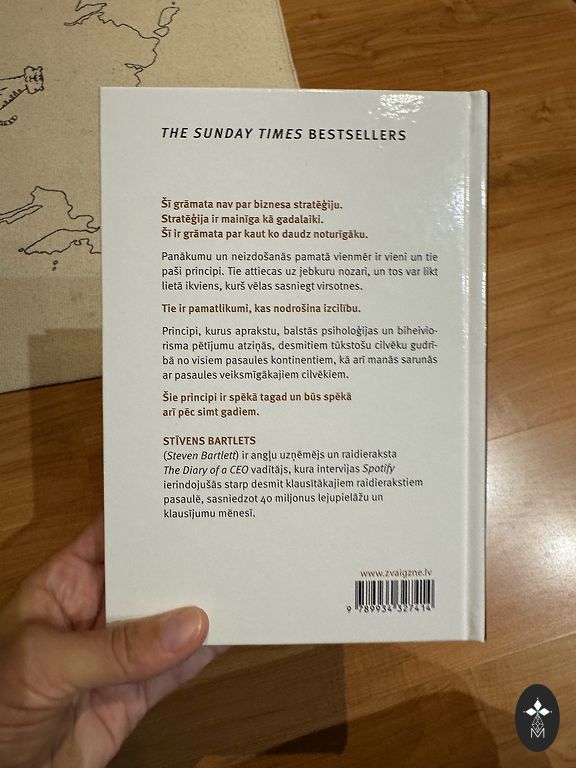 THE SUNDAY TIMES BESTSELLERS
Šī grāmata nav par biznesa stratēģiju.
Stratēģija ir mainīga kā gadalaiki.
Šī ir grāmata par kaut ko daudz noturīgāku.
Panākumu un neizdošanās pamatā vienmēr ir vieni un tie
paši principi. Tie attiecas uz jebkuru nozari, un tos var likt
lietā ikviens, kurš vēlas sasniegt virsotnes.
Tie ir pamatlikumi, kas nodrošina izcilību.
Principi, kurus aprakstu, balstās psiholoģijas un biheivio-
risma pētījumu atziņās, desmitiem tūkstošu cilvēku gudrī-
bā no visiem pasaules kontinentiem, kā arī manās sarunās
ar pasaules veiksmīgākajiem cilvēkiem.
Šie principi ir spēkā tagad un būs spēkā
arī pēc simt gadiem.
STĪVENS BARTLETS
(Steven Bartlett) ir angļu uzņēmējs un raidieraksta
The Diary of a CEO vadītājs, kura intervijas Spotify
ierindojušās starp desmit klausītākajiem raidierakstiem
pasaulē, sasniedzot 40 miljonus lejupielāžu un
klausījumu mēnesī.
www.zvaigzne.lv
9 789934 327414
M